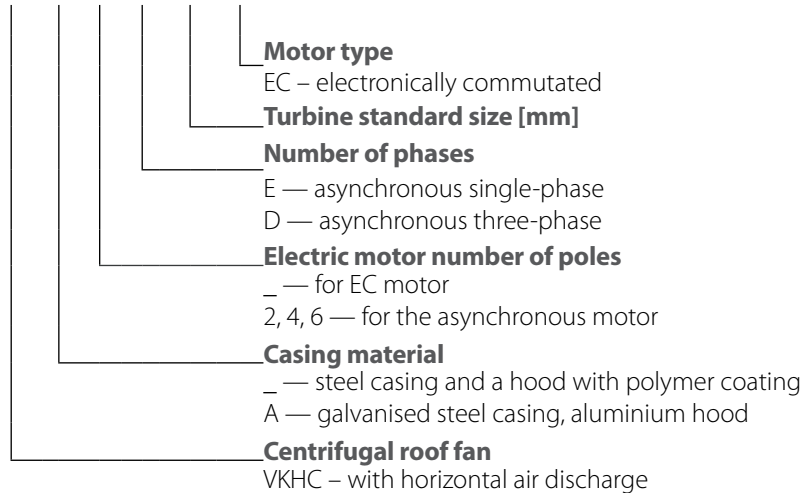 Motor type
EC – electronically commutated
Turbine standard size [mm]
Number of phases
E — asynchronous single-phase
D — asynchronous three-phase
Electric motor number of poles
_ — for EC motor
2, 4, 6 — for the asynchronous motor
Casing material
_ — steel casing and a hood with polymer coating
A — galvanised steel casing, aluminium hood
Centrifugal roof fan
VKHC – with horizontal air discharge